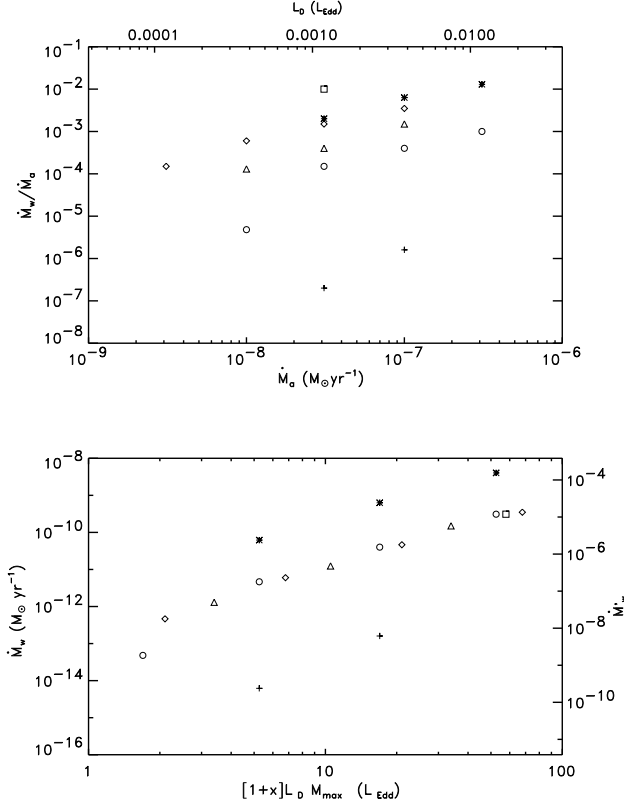 L_D (L_Edd)
0.0001 0.0010 0.0100
10^−1
10^−2
10^−3
10^−4
10^−5
10^−6
10^−7
10^−8
Ṁ_w/Ṁ_a
10^−9 10^−8 10^−7 10^−6
Ṁ_a (M_⊙yr^−1)
10^−8
10^−10
10^−12
10^−14
10^−16
Ṁ_w (M_⊙ yr^−1)
10^−4
10^−6
10^−8
10^−10
Ṁ'_w
1 10 100
[1+x]L_D M_max (L_Edd)